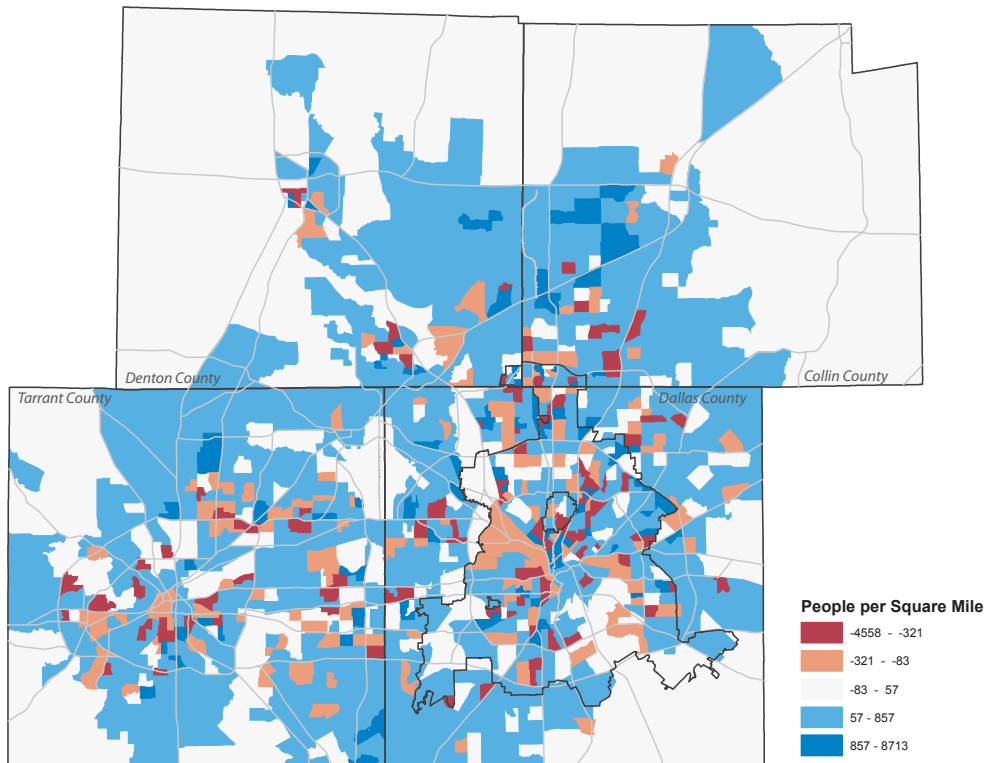 Denton County
Collin County
Tarrant County
Dallas County
People per Square Mile
-4558 - -321
-321 - -83
-83 - 57
57 - 857
857 - 8713